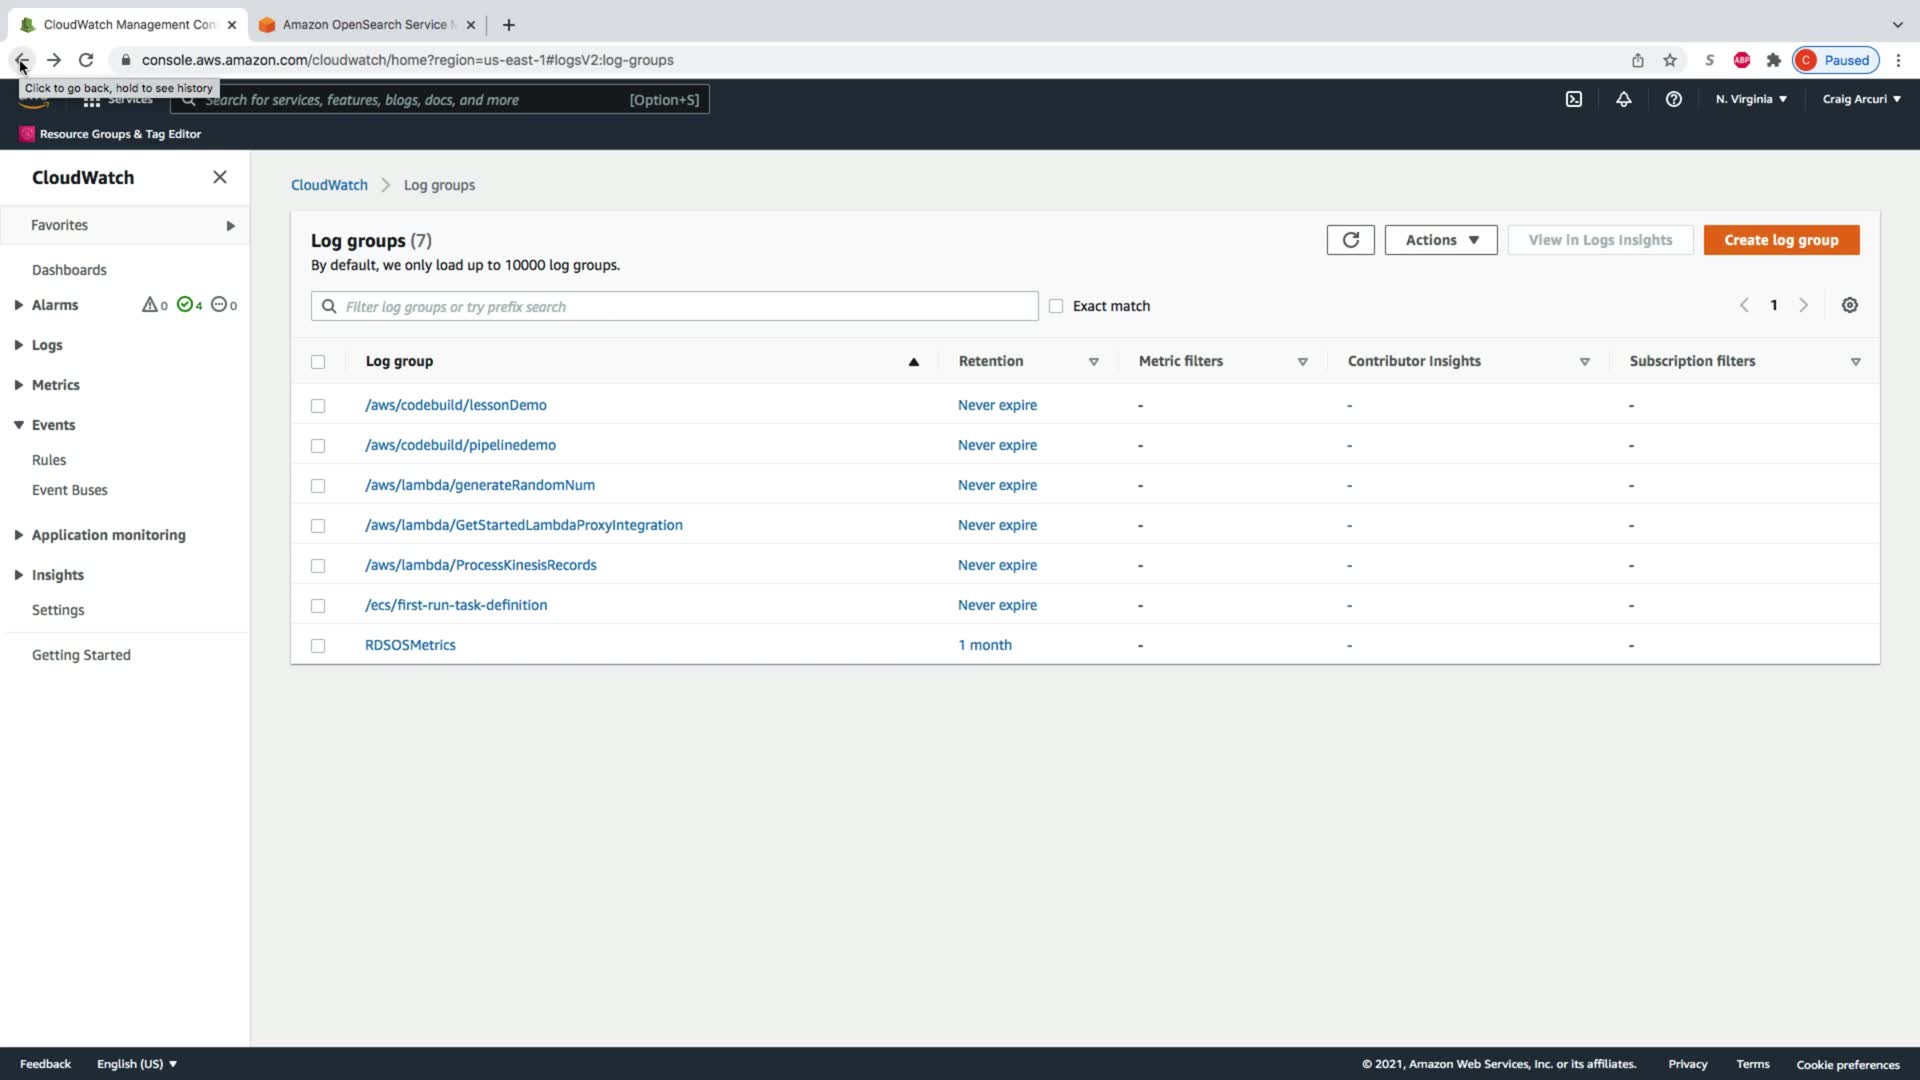 CloudWatch Management Con
Amazon OpenSearch Service M
console.aws.amazon.com/cloudwatch/home?region=us-east-1#logsV2:log-groups
S
ABP
C Paused
Click to go back, hold to see history
Services
Search for services, features, blogs, docs, and more [Option+S]
N. Virginia ▼
Craig Arcuri ▼
Resource Groups & Tag Editor
CloudWatch
Favorites
Dashboards
Alarms 0 4 0
Logs
Metrics
Events
Rules
Event Buses
Application monitoring
Insights
Settings
Getting Started
CloudWatch > Log groups
Log groups (7)
By default, we only load up to 10000 log groups.
Actions ▼
View in Logs Insights
Create log group
Filter log groups or try prefix search
Exact match
1
Log group Retention Metric filters Contributor Insights Subscription filters
/aws/codebuild/lessonDemo Never expire - - -
/aws/codebuild/pipelinedemo Never expire - - -
/aws/lambda/generateRandomNum Never expire - - -
/aws/lambda/GetStartedLambdaProxyIntegration Never expire - - -
/aws/lambda/ProcessKinesisRecords Never expire - - -
/ecs/first-run-task-definition Never expire - - -
RDSOSMetrics 1 month - - -
Feedback English (US) ▼
© 2021, Amazon Web Services, Inc. or its affiliates. Privacy Terms Cookie preferences